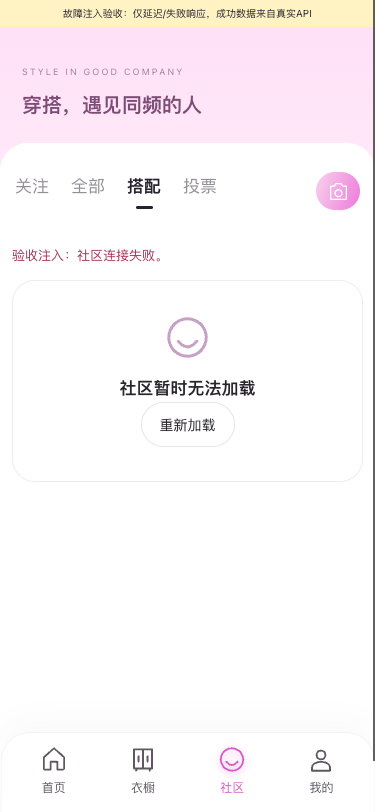 故障注入验收：仅延迟/失败响应，成功数据来自真实API
STYLE IN GOOD COMPANY
穿搭，遇见同频的人
关注 全部 搭配 投票
验收注入：社区连接失败。
社区暂时无法加载
重新加载
首页 衣橱 社区 我的